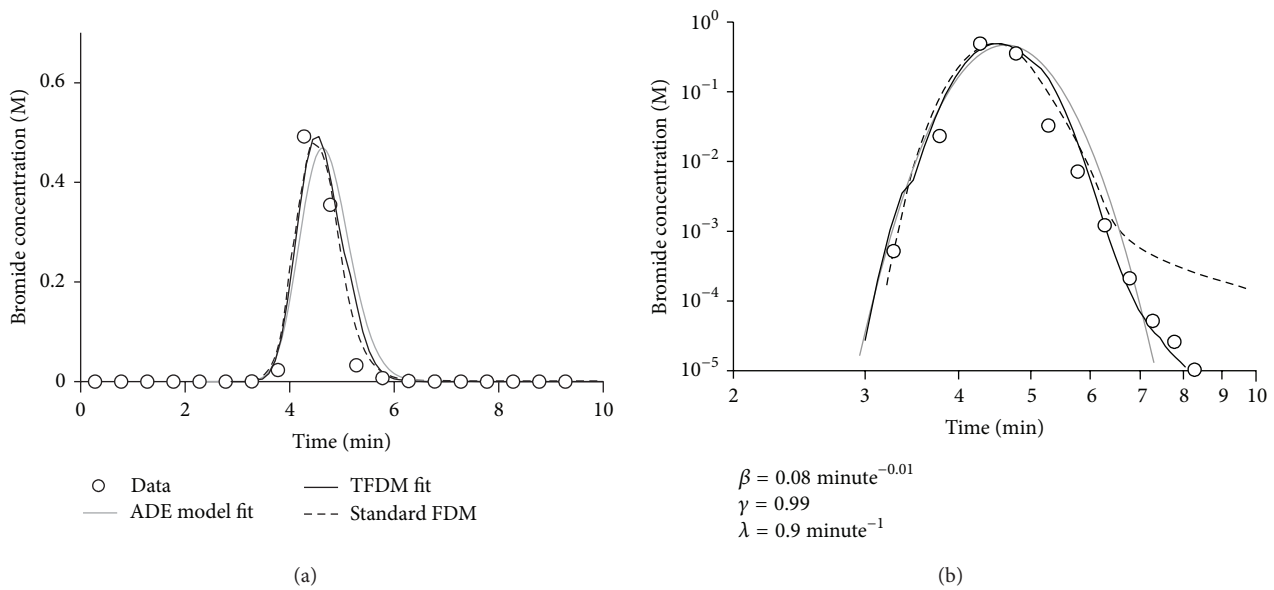 Bromide concentration (M)
0.6
0.4
0.2
0
0 2 4 6 8 10
Time (min)
Data
ADE model fit
TFDM fit
Standard FDM
(a)
Bromide concentration (M)
10⁰
10⁻¹
10⁻²
10⁻³
10⁻⁴
10⁻⁵
2 3 4 5 6 7 8 9 10
Time (min)
β = 0.08 minute⁻⁰·⁰¹
γ = 0.99
λ = 0.9 minute⁻¹
(b)